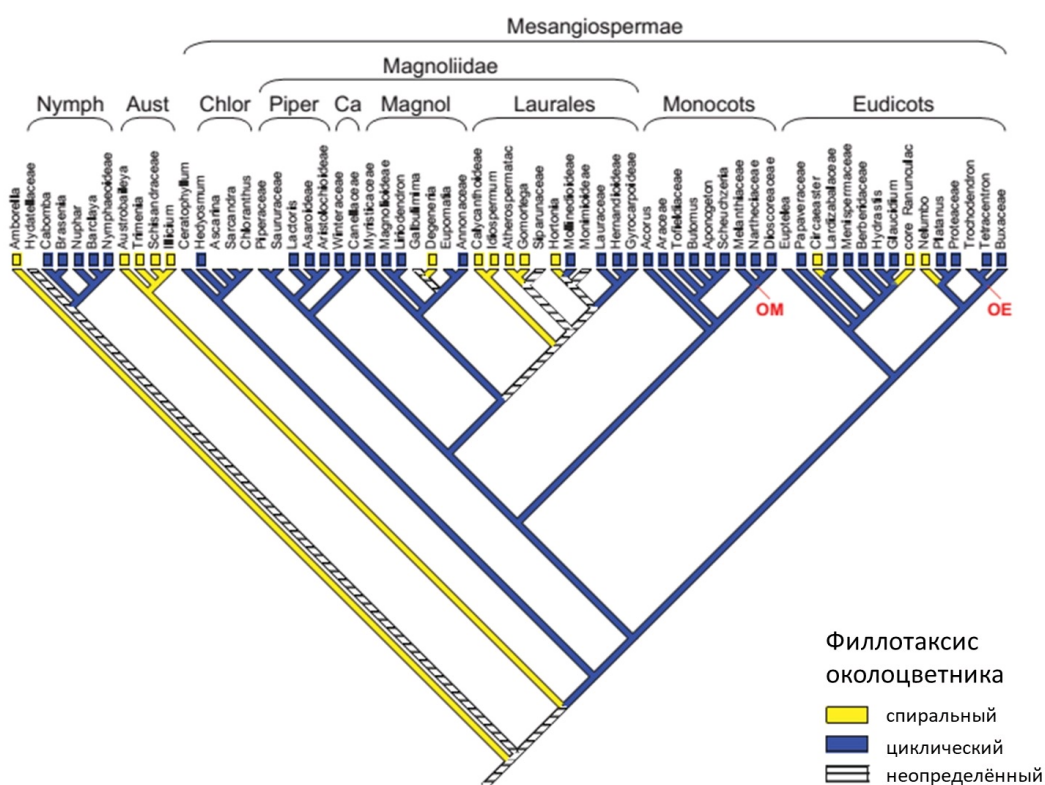 Mesangiospermae
Magnoliidae
Nymph Aust Chlor Piper Ca Magnol Laurales Monocots Eudicots
Amborella
Hydatellaceae
Cabomba
Brasenia
Nuphar
Barclaya
Nymphaeoideae
Austrobaileya
Trimenia
Schisandraceae
Illicium
Ceratophyllum
Hedyosmum
Ascarina
Sarcandra
Chloranthus
Piperaceae
Saururaceae
Lactoris
Asaroideae
Aristolochioideae
Winteraceae
Canellaceae
Myristicaceae
Magnolioideae
Liriodendron
Galbulimima
Degeneria
Eupomatia
Annonaceae
Calycanthoideae
Idiospermum
Atherospermatac
Gomortega
Siparunaceae
Hortonia
Mollinedioideae
Monimioideae
Lauraceae
Hernandioideae
Gyrocarpoideae
Acorus
Araceae
Tofieldiaceae
Butomus
Aponogeton
Scheuchzeria
Melanthiaceae
Nartheciaceae
Dioscoreaceae
Euptelea
Papaveraceae
Circaeaster
Lardizabalaceae
Menispermaceae
Berberidaceae
Hydrastis
Glaucidium
core Ranunculac
Nelumbo
Platanus
Proteaceae
Trochodendron
Tetracentron
Buxaceae
OM
OE
Филлотаксис
околоцветника
спиральный
циклический
неопределённый